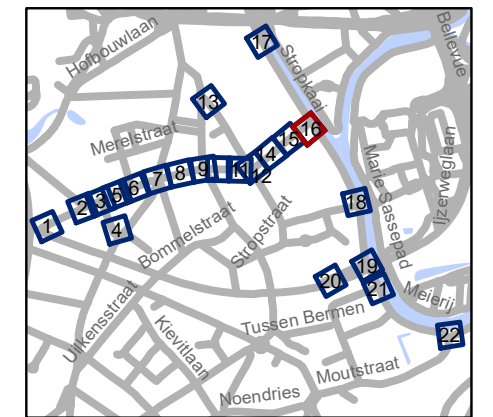 Hofbouwlaan
17
Stropkaai
Bellevue
13
Merelstraat
16
15
14
12
11
9
8
7
6
5
3
2
1
4
Bommelstraat
Stropstraat
18
Marie Sassepad
Ijzerweglaan
19
20
21
Meierij
22
Uilkensstraat
Kievitlaan
Tussen Bermen
Moutstraat
Noendries